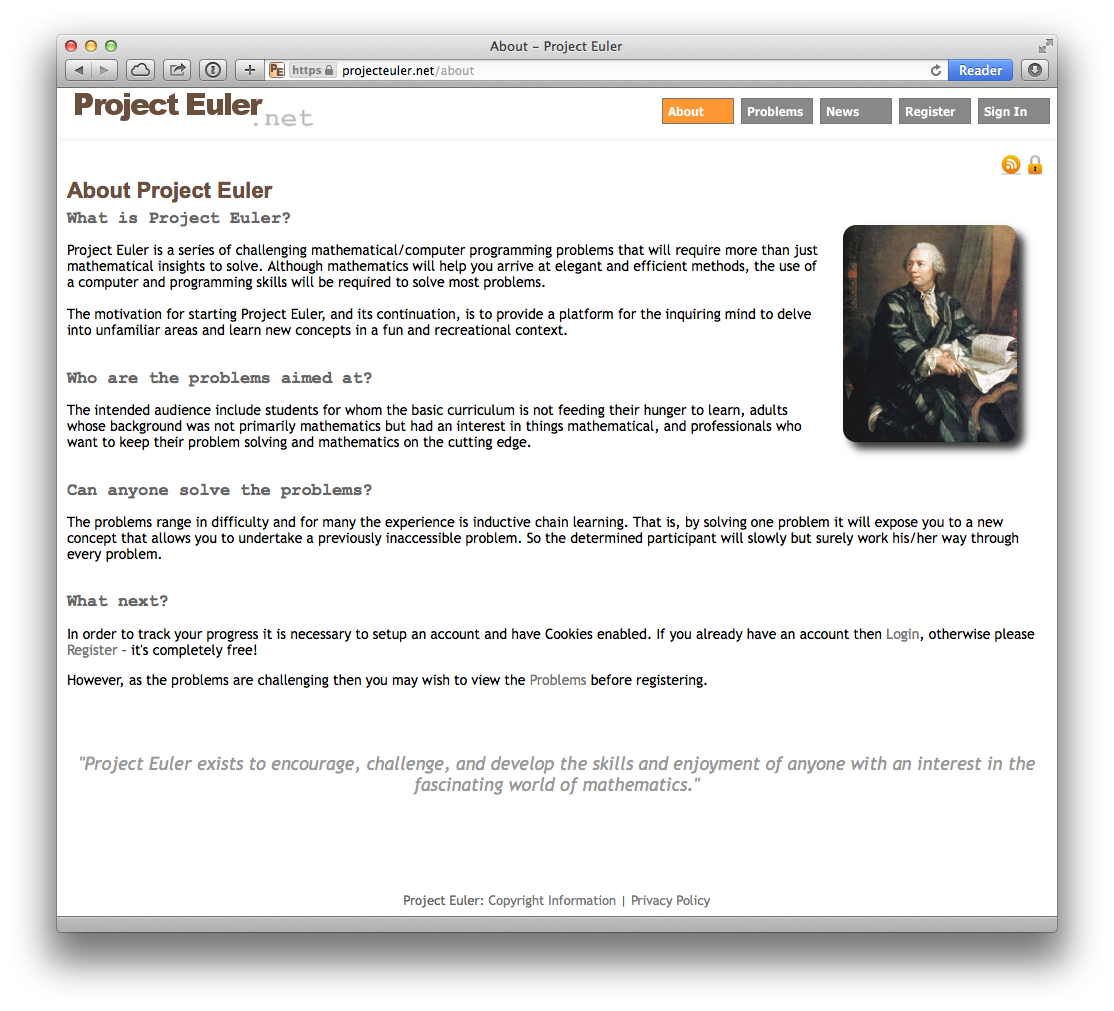 About – Project Euler
https projecteuler.net/about Reader
Project Euler
.net
About Problems News Register Sign In
About Project Euler
What is Project Euler?
Project Euler is a series of challenging mathematical/computer programming problems that will require more than just
mathematical insights to solve. Although mathematics will help you arrive at elegant and efficient methods, the use of
a computer and programming skills will be required to solve most problems.
The motivation for starting Project Euler, and its continuation, is to provide a platform for the inquiring mind to delve
into unfamiliar areas and learn new concepts in a fun and recreational context.
Who are the problems aimed at?
The intended audience include students for whom the basic curriculum is not feeding their hunger to learn, adults
whose background was not primarily mathematics but had an interest in things mathematical, and professionals who
want to keep their problem solving and mathematics on the cutting edge.
Can anyone solve the problems?
The problems range in difficulty and for many the experience is inductive chain learning. That is, by solving one problem it will expose you to a new
concept that allows you to undertake a previously inaccessible problem. So the determined participant will slowly but surely work his/her way through
every problem.
What next?
In order to track your progress it is necessary to setup an account and have Cookies enabled. If you already have an account then Login, otherwise please
Register – it's completely free!
However, as the problems are challenging then you may wish to view the Problems before registering.
"Project Euler exists to encourage, challenge, and develop the skills and enjoyment of anyone with an interest in the
fascinating world of mathematics."
Project Euler: Copyright Information | Privacy Policy